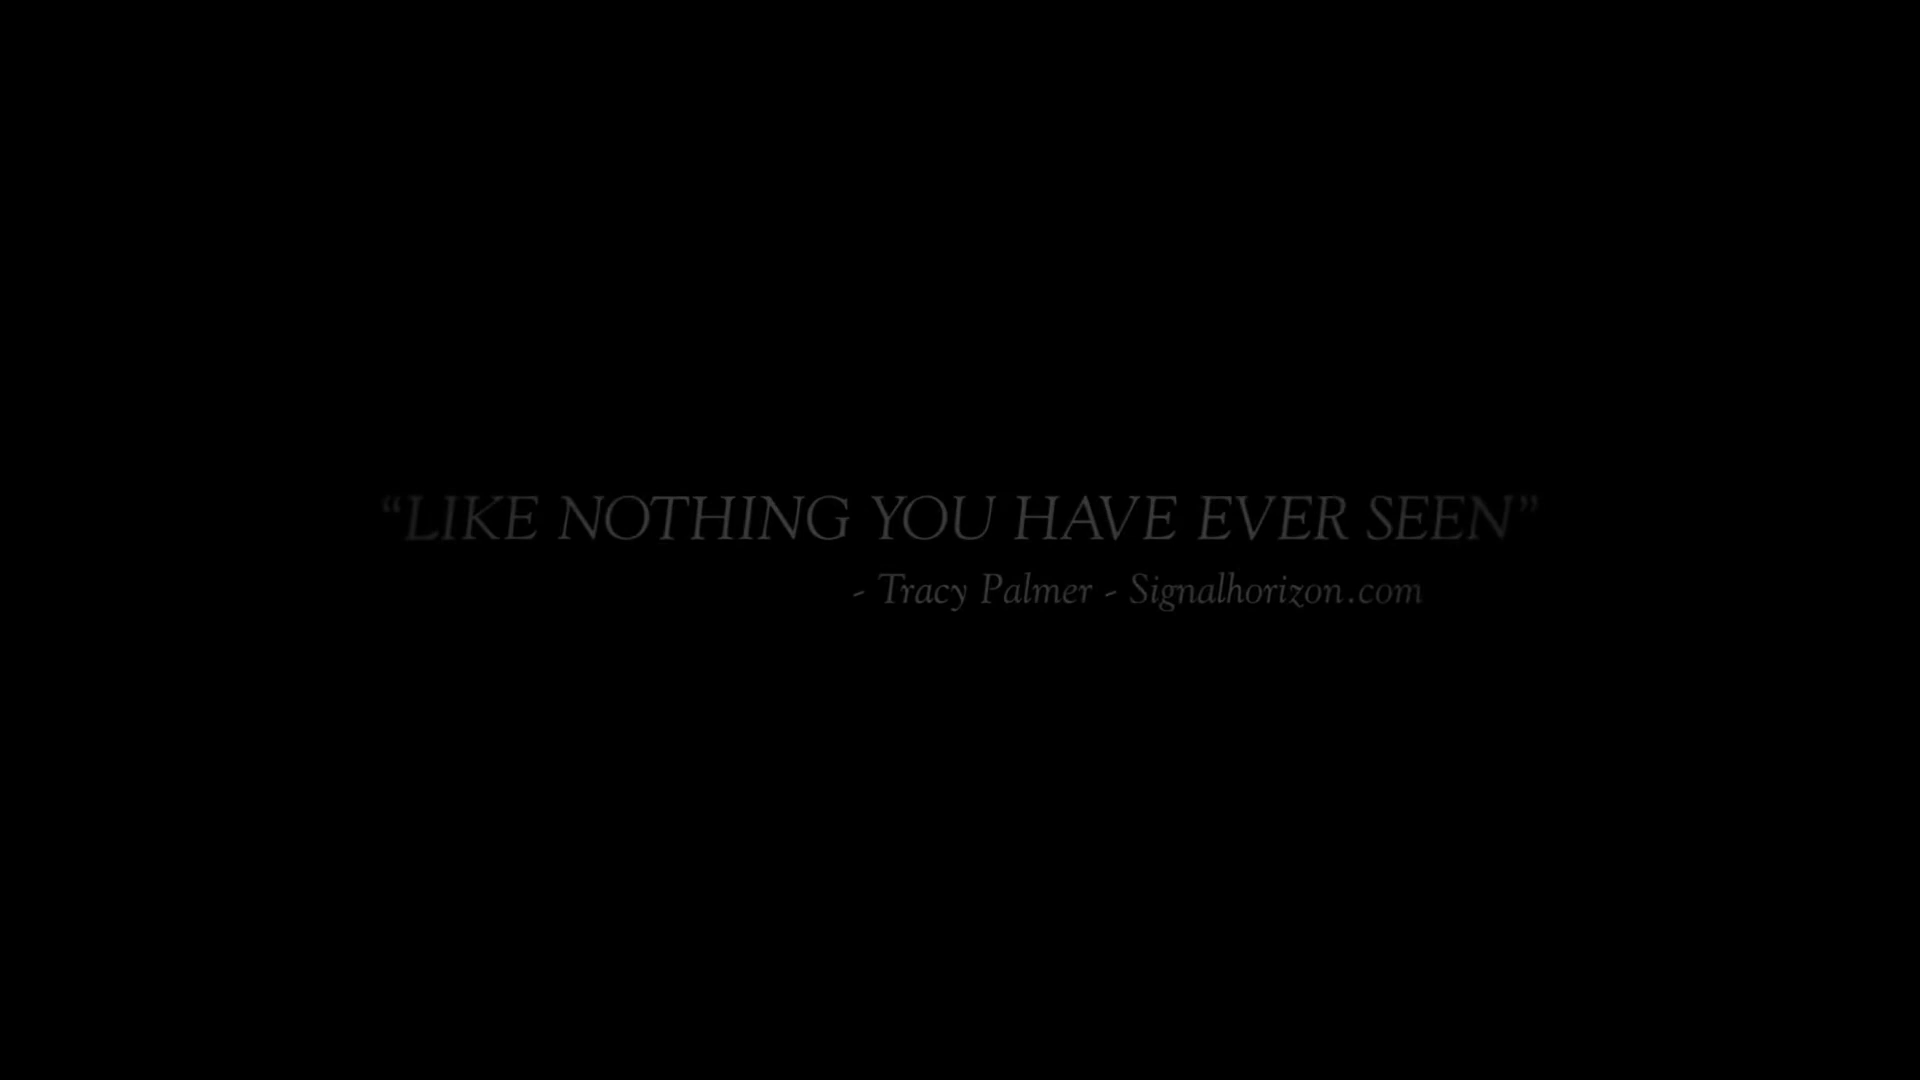 “LIKE NOTHING YOU HAVE EVER SEEN”
- Tracy Palmer - Signalhorizon.com